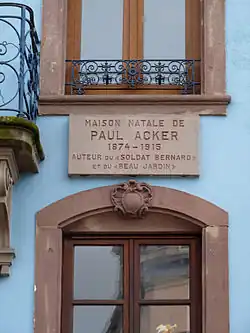 MAISON NATALE DE
PAUL ACKER
1874-1915
AUTEUR DU «SOLDAT BERNARD»
ET DU «BEAU JARDIN»